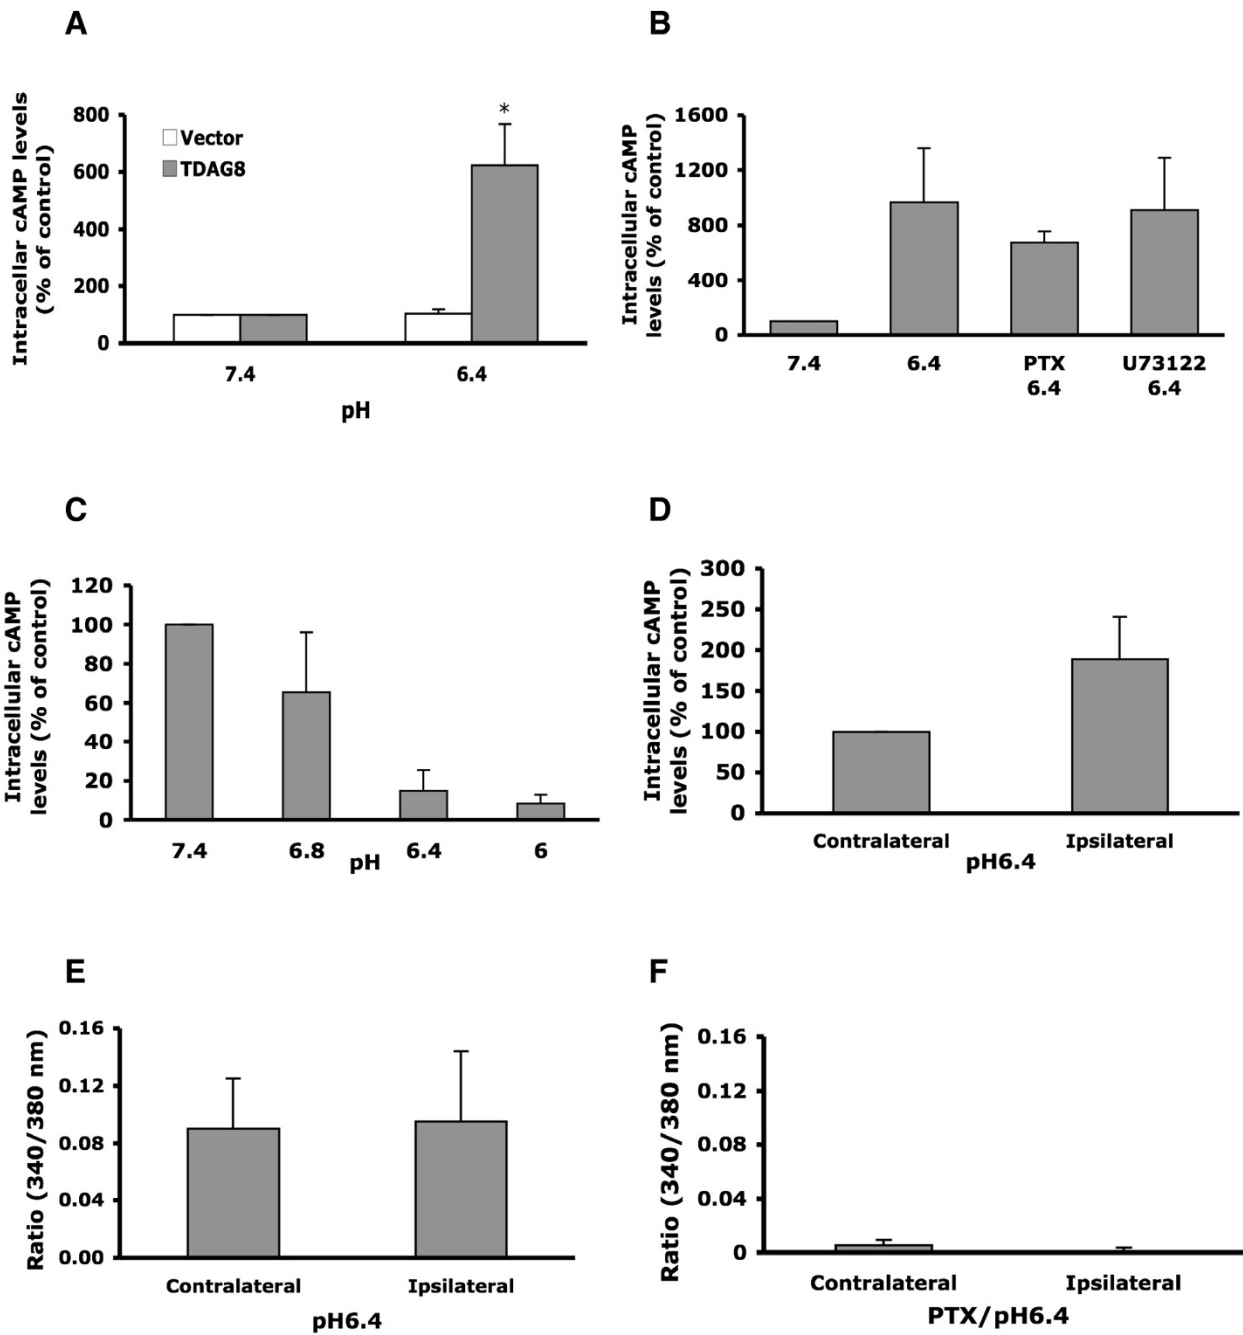 A
Intracellar cAMP levels
(% of control)
800
600
400
200
0
Vector
TDAG8
*
7.4
6.4
pH
B
Intracellular cAMP
levels (% of control)
1600
1200
800
400
0
7.4
6.4
PTX
6.4
U73122
6.4
C
Intracellular cAMP
levels (% of control)
120
100
80
60
40
20
0
7.4
6.8
6.4
6
pH
D
Intracellular cAMP
levels (% of control)
300
250
200
150
100
50
0
Contralateral
Ipsilateral
pH6.4
E
Ratio (340/380 nm)
0.16
0.12
0.08
0.04
0.00
Contralateral
Ipsilateral
pH6.4
F
Ratio (340/380 nm)
0.16
0.12
0.08
0.04
0
Contralateral
Ipsilateral
PTX/pH6.4